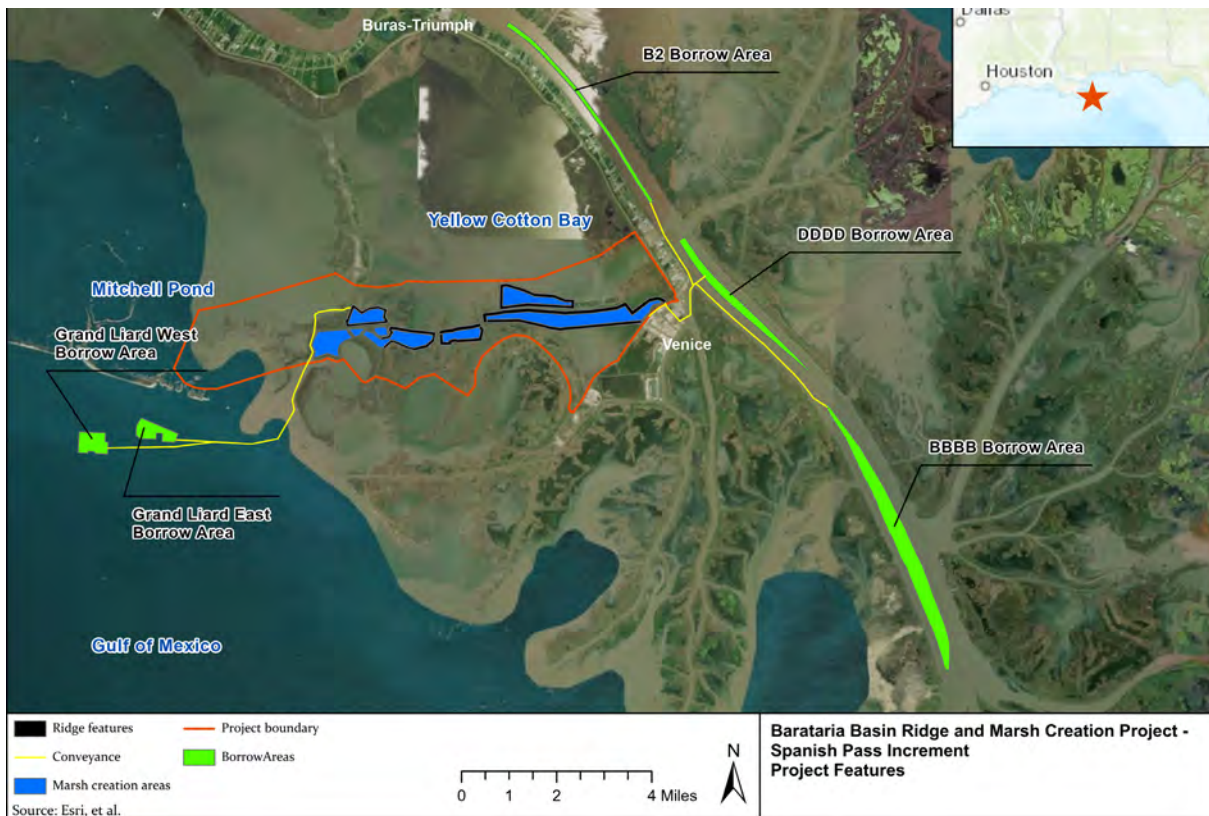 Dallas
Houston
Buras-Triumph
B2 Borrow Area
Yellow Cotton Bay
DDDD Borrow Area
Mitchell Pond
Grand Liard West
Borrow Area
Venice
BBBB Borrow Area
Grand Liard East
Borrow Area
Gulf of Mexico
Ridge features
Project boundary
Conveyance
BorrowAreas
Marsh creation areas
Source: Esri, et al.
0 1 2 4 Miles
N
Barataria Basin Ridge and Marsh Creation Project -
Spanish Pass Increment
Project Features